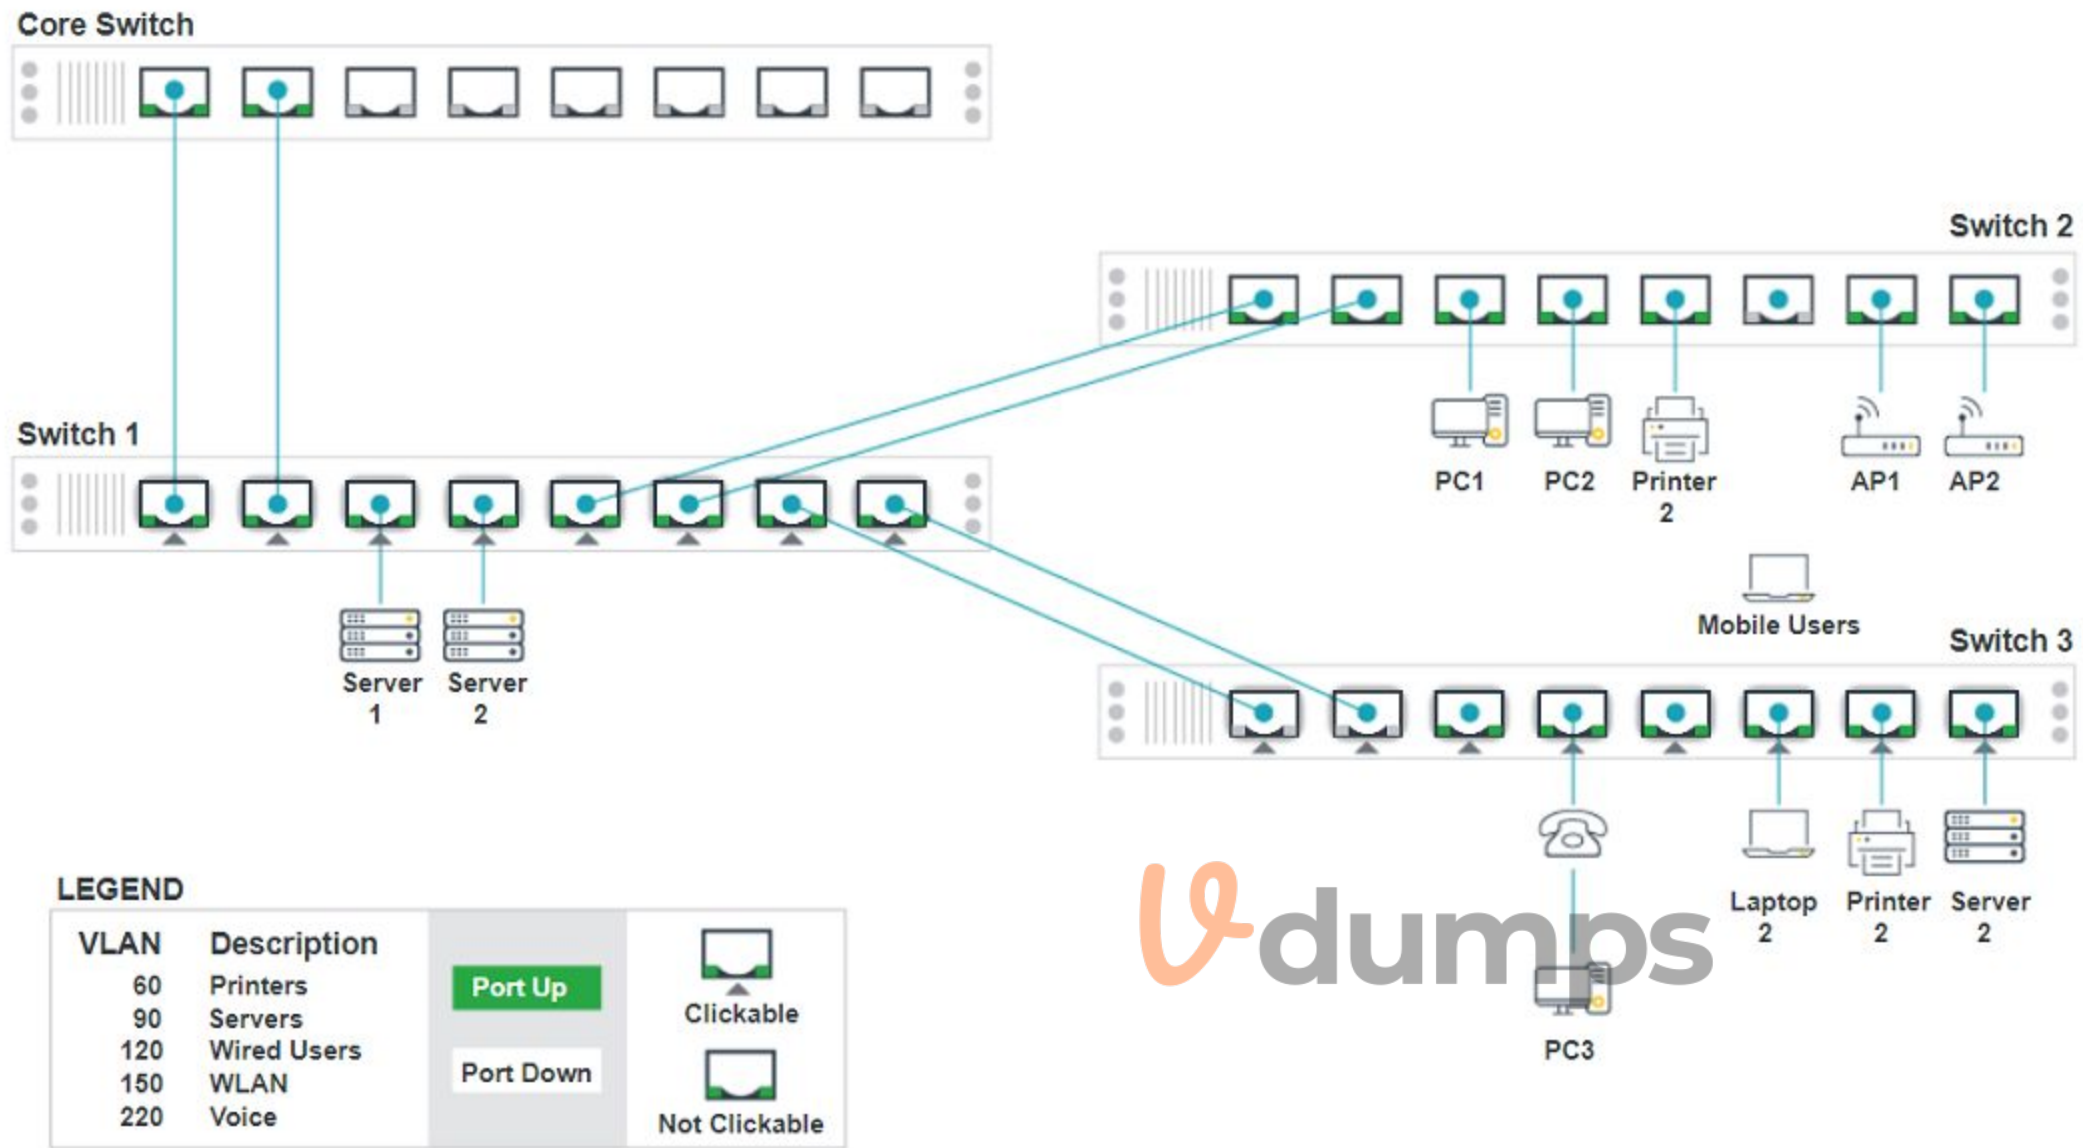 Core Switch
Switch 2
Switch 1
PC1
PC2
Printer
2
AP1
AP2
Mobile Users
Switch 3
Server
1
Server
2
Laptop
2
Printer
2
Server
2
PC3
Vdumps
LEGEND
VLAN Description
60 Printers
90 Servers
120 Wired Users
150 WLAN
220 Voice
Port Up
Port Down
Clickable
Not Clickable